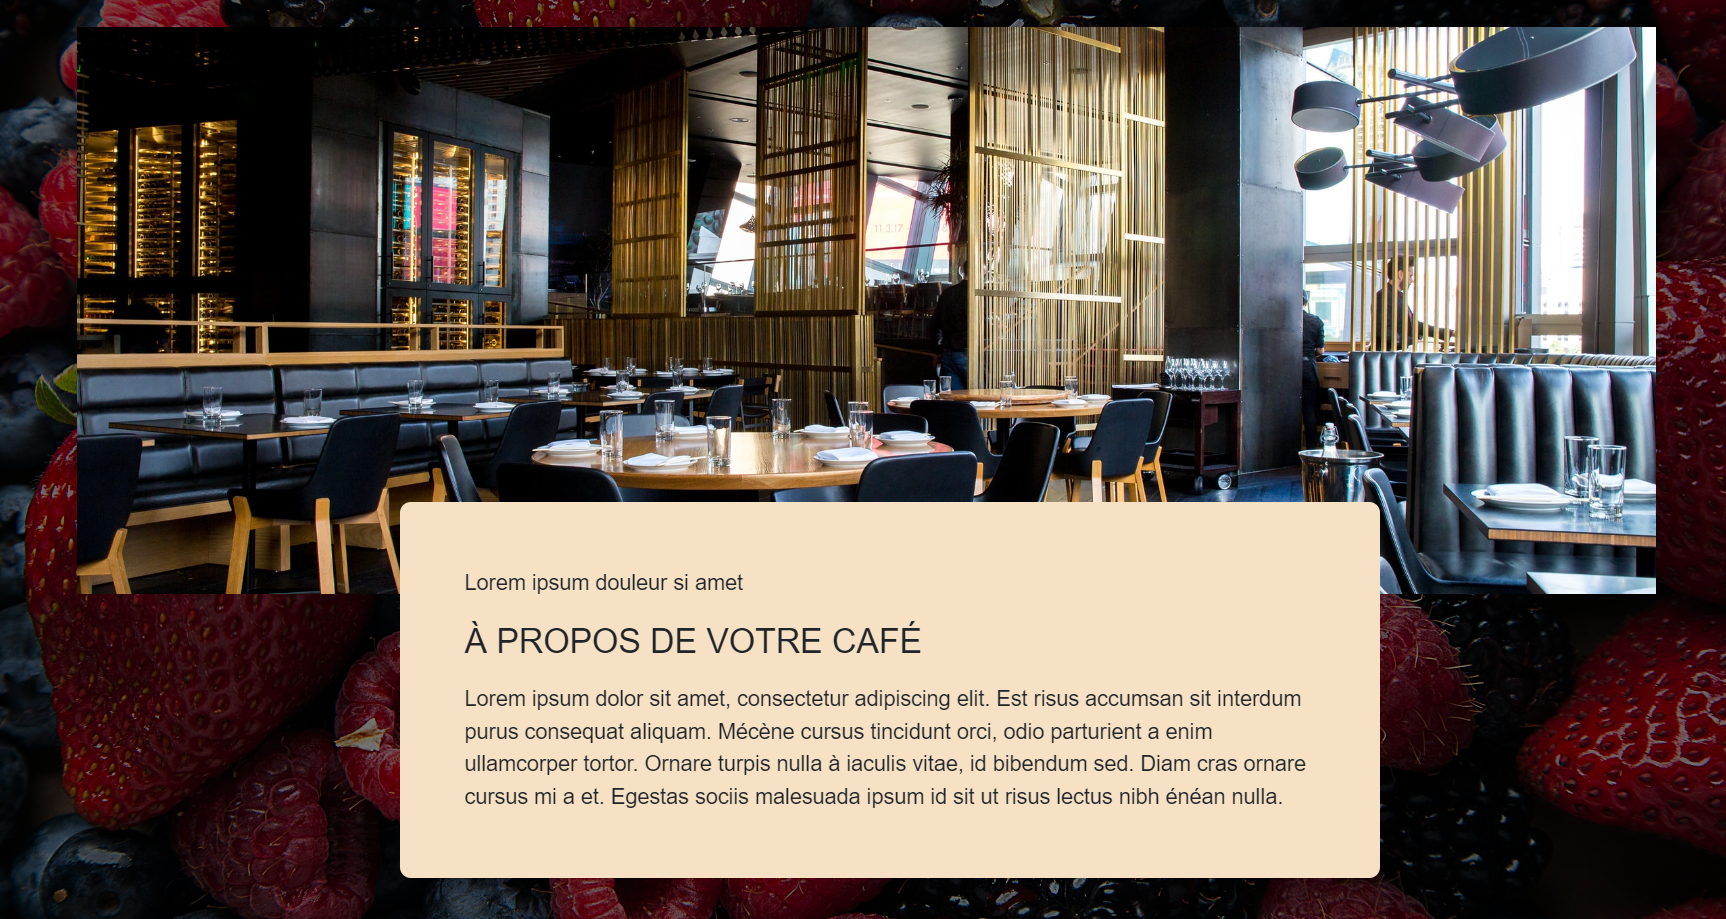 11.3.17
Lorem ipsum douleur si amet
À PROPOS DE VOTRE CAFÉ
Lorem ipsum dolor sit amet, consectetur adipiscing elit. Est risus accumsan sit interdum
purus consequat aliquam. Mécène cursus tincidunt orci, odio parturient a enim
ullamcorper tortor. Ornare turpis nulla à iaculis vitae, id bibendum sed. Diam cras ornare
cursus mi a et. Egestas sociis malesuada ipsum id sit ut risus lectus nibh énéan nulla.